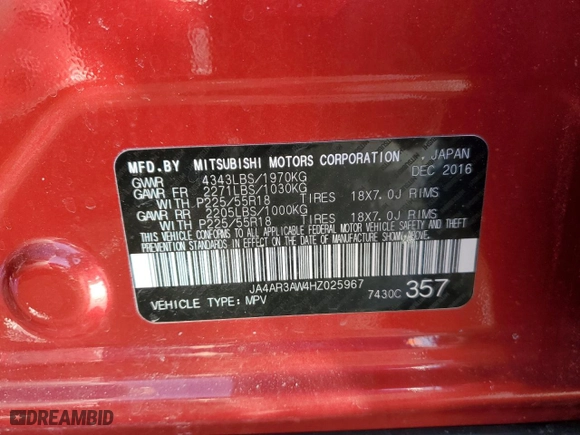 MFD.BY MITSUBISHI MOTORS CORPORATION , JAPAN
GVWR 4343LBS/1970KG DEC 2016
GAWR FR 2271LBS/1030KG
WITH P225/55R18 TIRES 18X7.0J RIMS
GAWR RR 2205LBS/1000KG
WITH P225/55R18 TIRES 18X7.0J RIMS
THIS VEHICLE CONFORMS TO ALL APPLICABLE FEDERAL MOTOR VEHICLE SAFETY, BUMPER, AND THEFT
PREVENTION STANDARDS IN EFFECT ON THE DATE OF MANUFACTURE SHOWN ABOVE.
JA4AR3AW4HZ025967
VEHICLE TYPE: MPV 7430C 357
DREAMBID